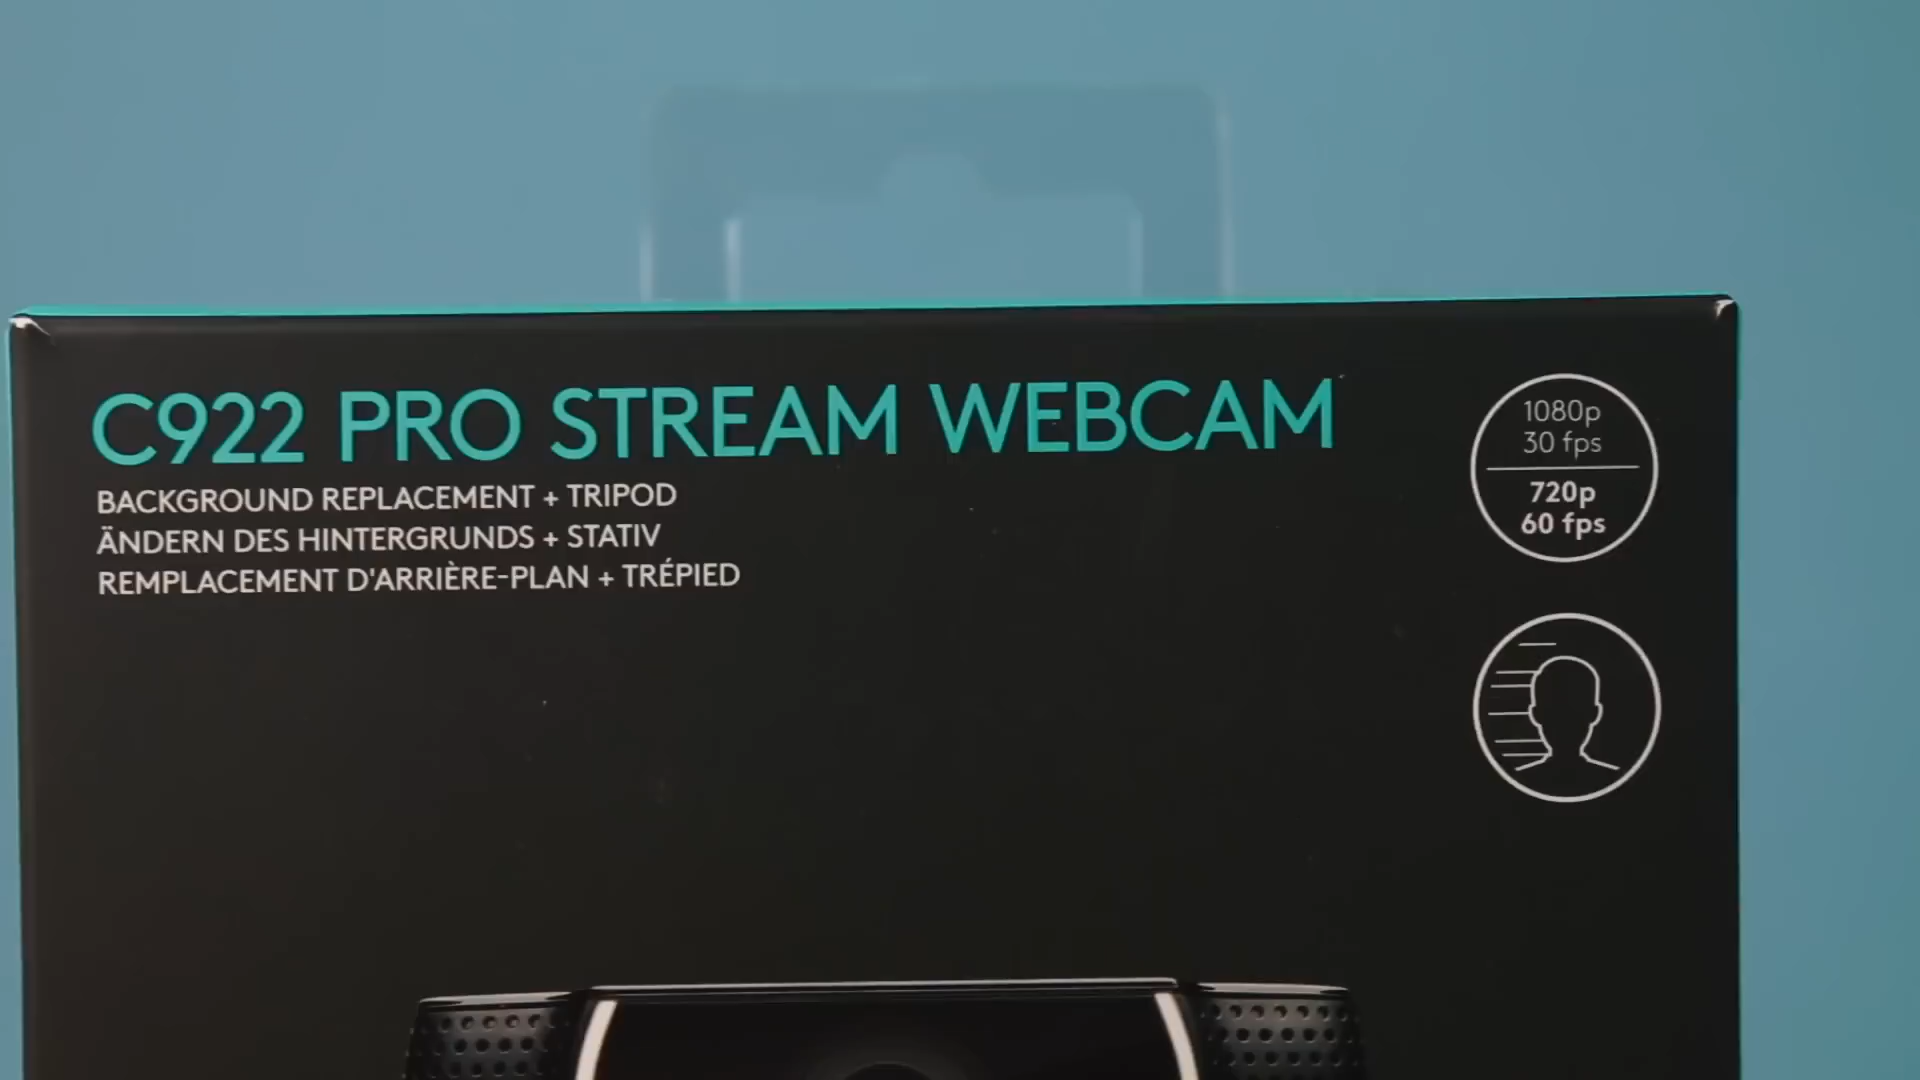 C922 PRO STREAM WEBCAM
BACKGROUND REPLACEMENT + TRIPOD
ÄNDERN DES HINTERGRUNDS + STATIV
REMPLACEMENT D'ARRIÈRE-PLAN + TRÉPIED
1080p
30 fps
720p
60 fps